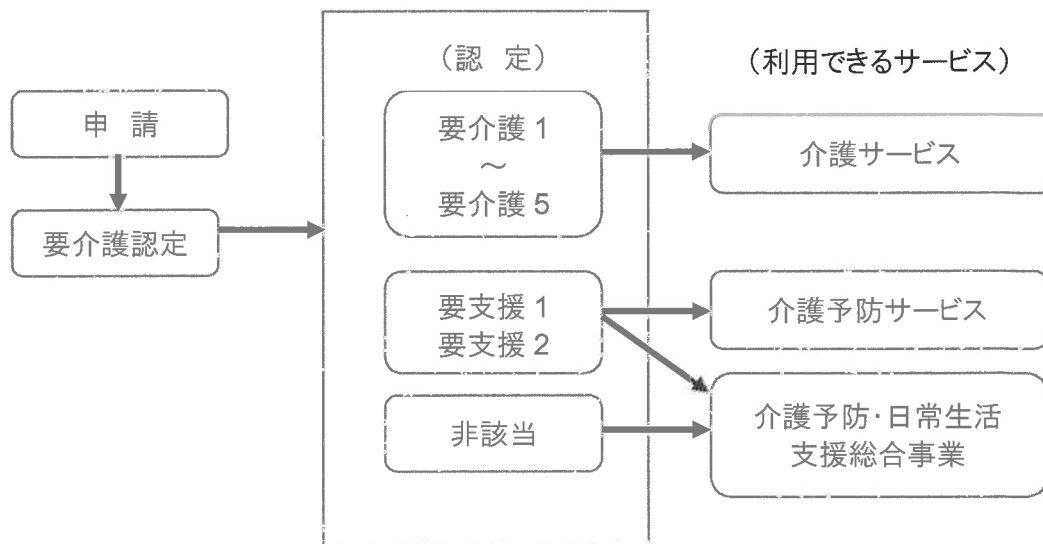 （認 定）
（利用できるサービス）
申 請
要介護認定
要介護 1
～
要介護 5
介護サービス
要支援 1
要支援 2
介護予防サービス
非該当
介護予防・日常生活
支援総合事業